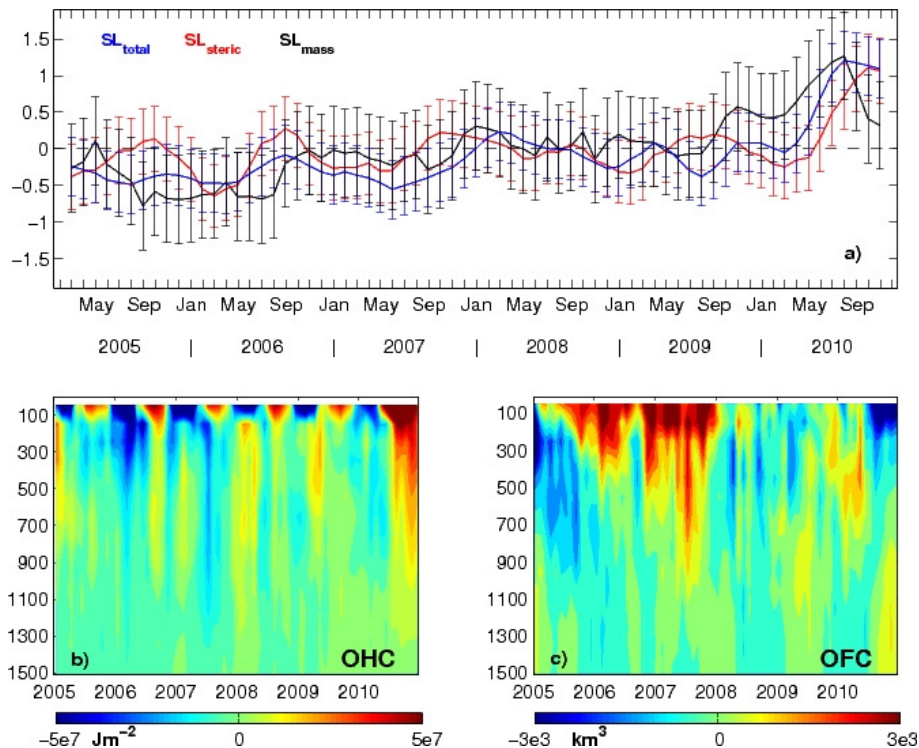 SLtotal SLsteric SLmass
1.5
1
0.5
0
−0.5
−1
−1.5
a)
May Sep Jan May Sep Jan May Sep Jan May Sep Jan May Sep Jan May Sep
2005 | 2006 | 2007 | 2008 | 2009 | 2010
100
300
500
700
900
1100
1300
1500
b) OHC
2005 2006 2007 2008 2009 2010
−5e7 Jm−2 0 5e7
100
300
500
700
900
1100
1300
1500
c) OFC
2005 2006 2007 2008 2009 2010
−3e3 km3 0 3e3